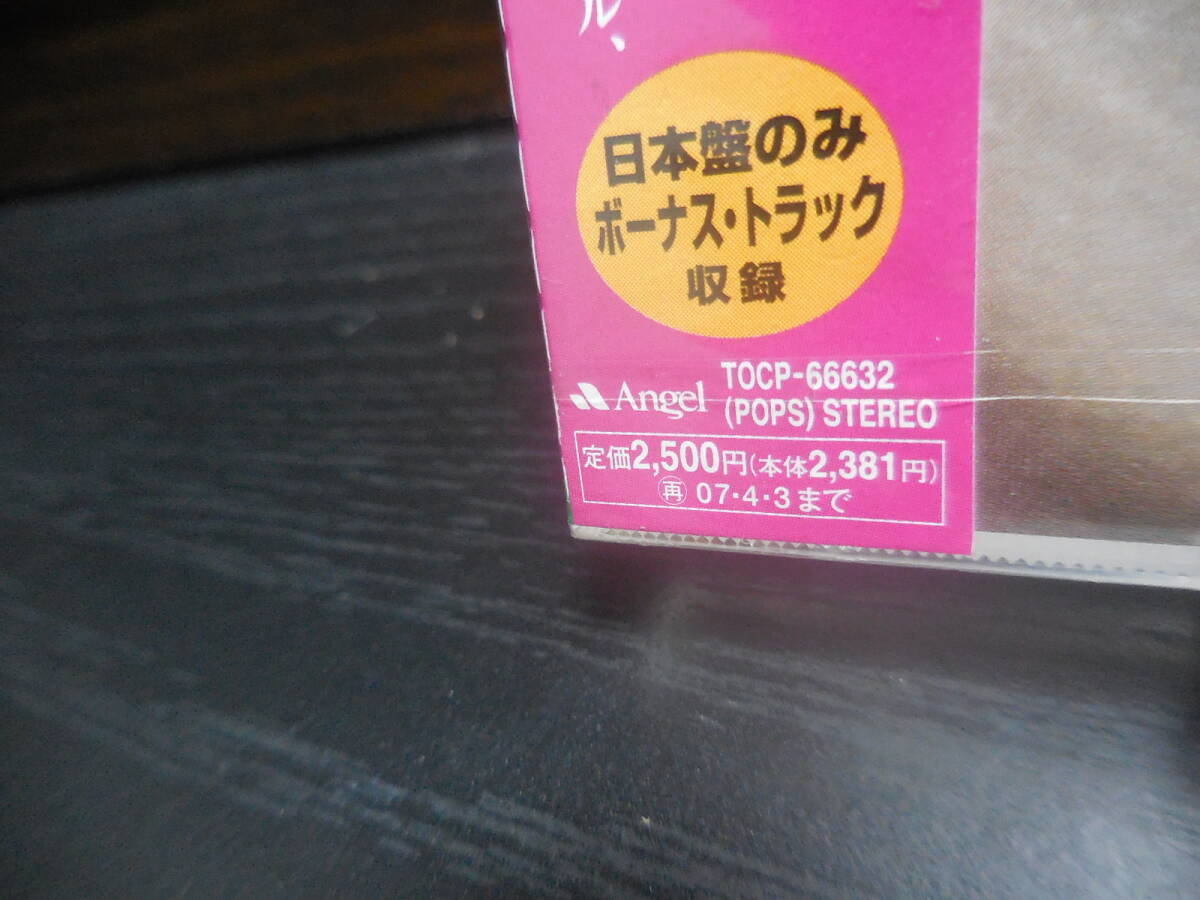 ル、
日本盤のみ
ボーナス・トラック
収録
Angel
TOCP-66632
(POPS) STEREO
定価2,500円(本体2,381円)
再 07・4・3まで